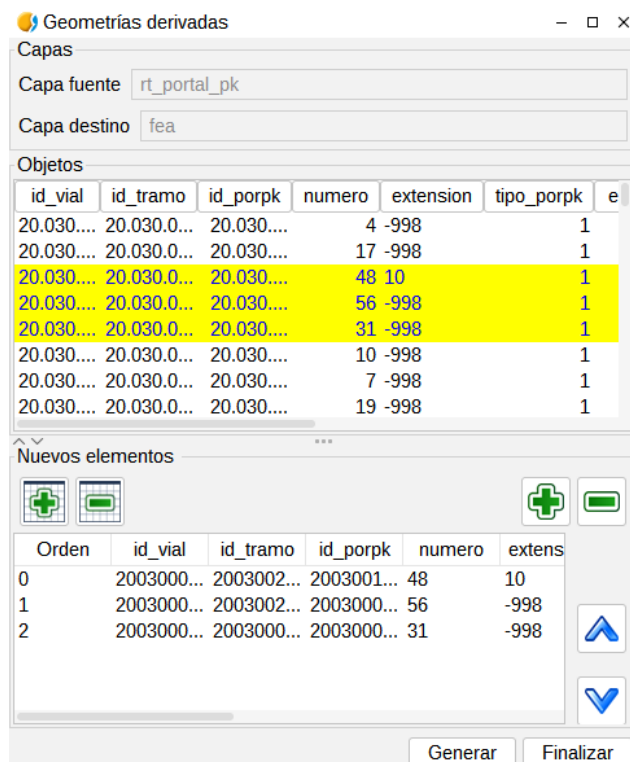 Geometrías derivadas
Capas
Capa fuente rt_portal_pk
Capa destino fea
Objetos
id_vial id_tramo id_porpk numero extension tipo_porpk e
20.030.... 20.030.0... 20.030.... 4 -998 1
20.030.... 20.030.0... 20.030.... 17 -998 1
20.030.... 20.030.0... 20.030.... 48 10 1
20.030.... 20.030.0... 20.030.... 56 -998 1
20.030.... 20.030.0... 20.030.... 31 -998 1
20.030.... 20.030.0... 20.030.... 10 -998 1
20.030.... 20.030.0... 20.030.... 7 -998 1
20.030.... 20.030.0... 20.030.... 19 -998 1
Nuevos elementos
Orden id_vial id_tramo id_porpk numero extens
0 2003000... 2003002... 2003001... 48 10
1 2003000... 2003002... 2003000... 56 -998
2 2003000... 2003000... 2003000... 31 -998
Generar Finalizar